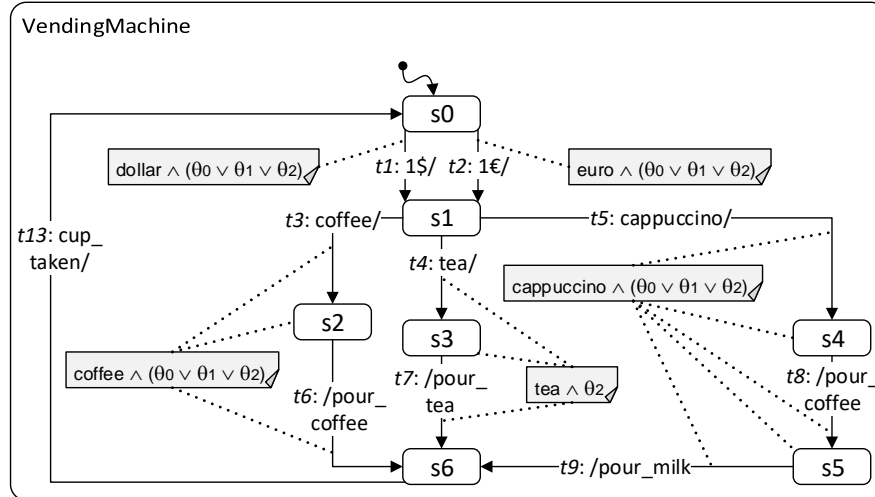 VendingMachine
s0
dollar ∧ (θ0 ∨ θ1 ∨ θ2)
t1: 1$/
t2: 1€/
euro ∧ (θ0 ∨ θ1 ∨ θ2)
s1
t3: coffee/
t5: cappuccino/
t13: cup_
taken/
t4: tea/
cappuccino ∧ (θ0 ∨ θ1 ∨ θ2)
s2
s3
s4
coffee ∧ (θ0 ∨ θ1 ∨ θ2)
t6: /pour_
coffee
t7: /pour_
tea
tea ∧ θ2
t8: /pour_
coffee
s6
t9: /pour_milk
s5